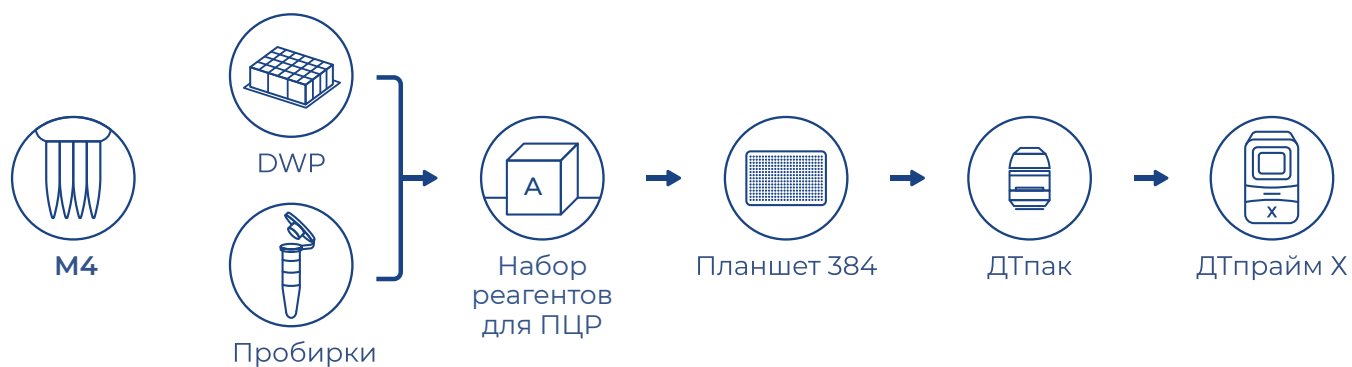 M4
DWP
Пробирки
A
Набор
реагентов
для ПЦР
Планшет 384
ДТпак
X
ДТпрайм X